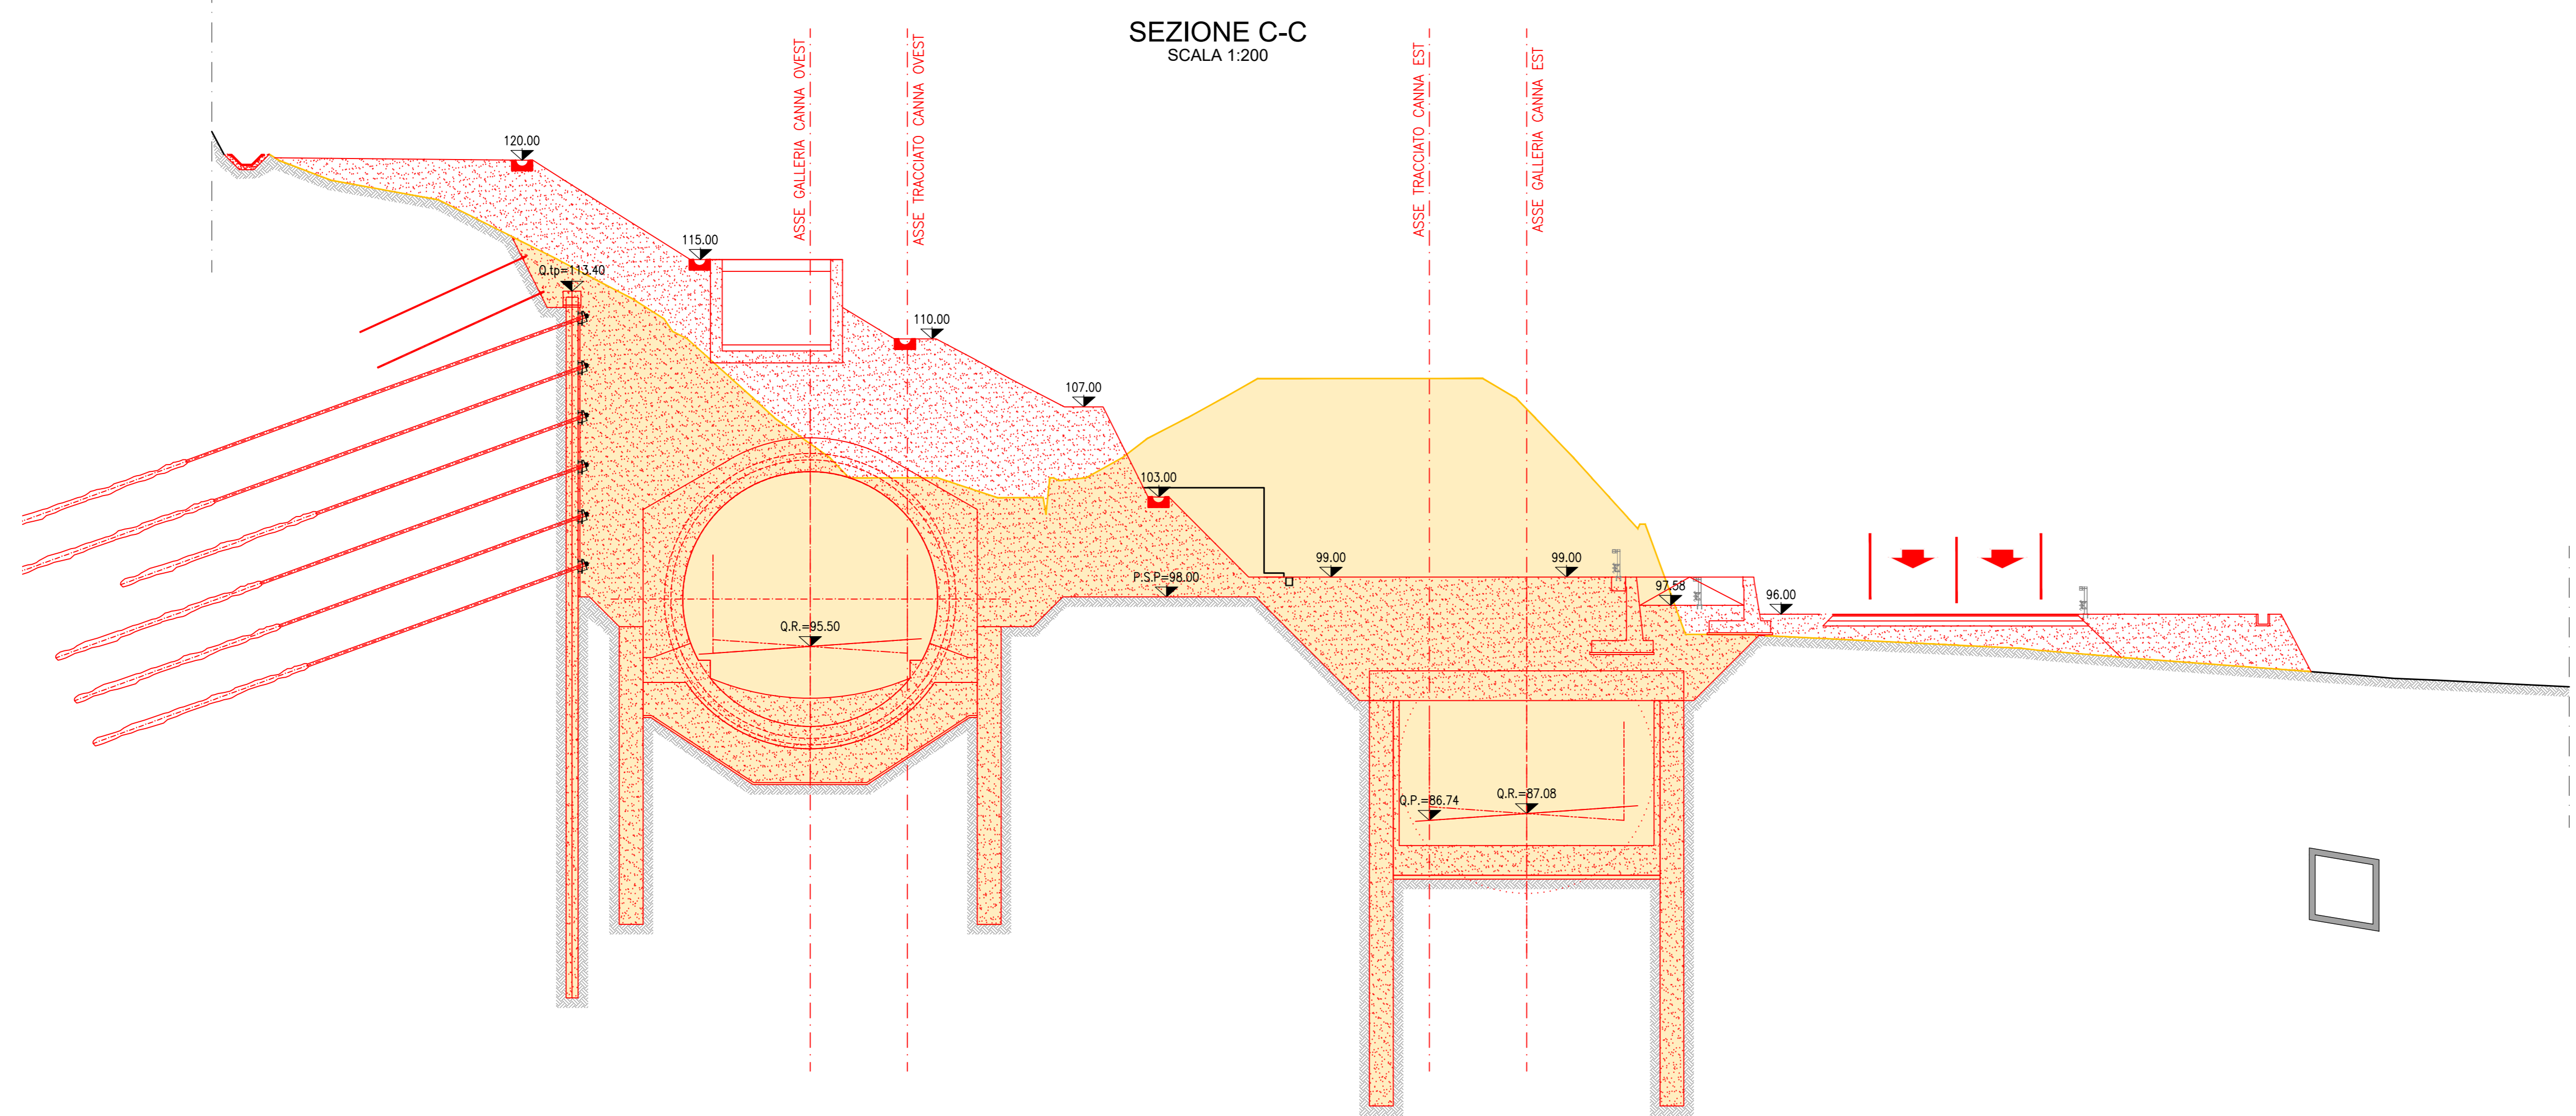 SEZIONE C-C
SCALA 1:200
ASSE GALLERIA CANNA OVEST
ASSE TRACCIATO CANNA OVEST
ASSE TRACCIATO CANNA EST
ASSE GALLERIA CANNA EST
120.00
115.00
Q.tp=113.40
110.00
107.00
103.00
99.00
99.00
P.S.P=98.00
97.58
96.00
Q.R.=95.50
Q.P.=86.74
Q.R.=87.08